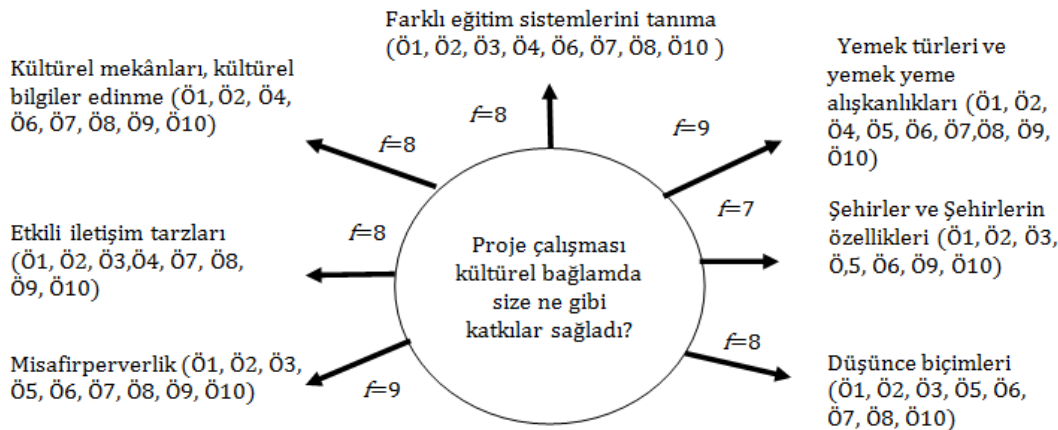 Farklı eğitim sistemlerini tanıma
(Ö1, Ö2, Ö3, Ö4, Ö6, Ö7, Ö8, Ö10 )
f=8
Kültürel mekânları, kültürel
bilgiler edinme (Ö1, Ö2, Ö4,
Ö6, Ö7, Ö8, Ö9, Ö10)
f=8
Yemek türleri ve
yemek yeme
alışkanlıkları (Ö1, Ö2,
Ö4, Ö5, Ö6, Ö7,Ö8, Ö9,
Ö10)
f=9
Etkili iletişim tarzları
(Ö1, Ö2, Ö3,Ö4, Ö7, Ö8,
Ö9, Ö10)
f=8
Proje çalışması
kültürel bağlamda
size ne gibi
katkılar sağladı?
f=7
Şehirler ve Şehirlerin
özellikleri (Ö1, Ö2, Ö3,
Ö,5, Ö6, Ö9, Ö10)
Misafirperverlik (Ö1, Ö2, Ö3,
Ö5, Ö6, Ö7, Ö8, Ö9, Ö10)
f=9
f=8
Düşünce biçimleri
(Ö1, Ö2, Ö3, Ö5, Ö6,
Ö7, Ö8, Ö10)